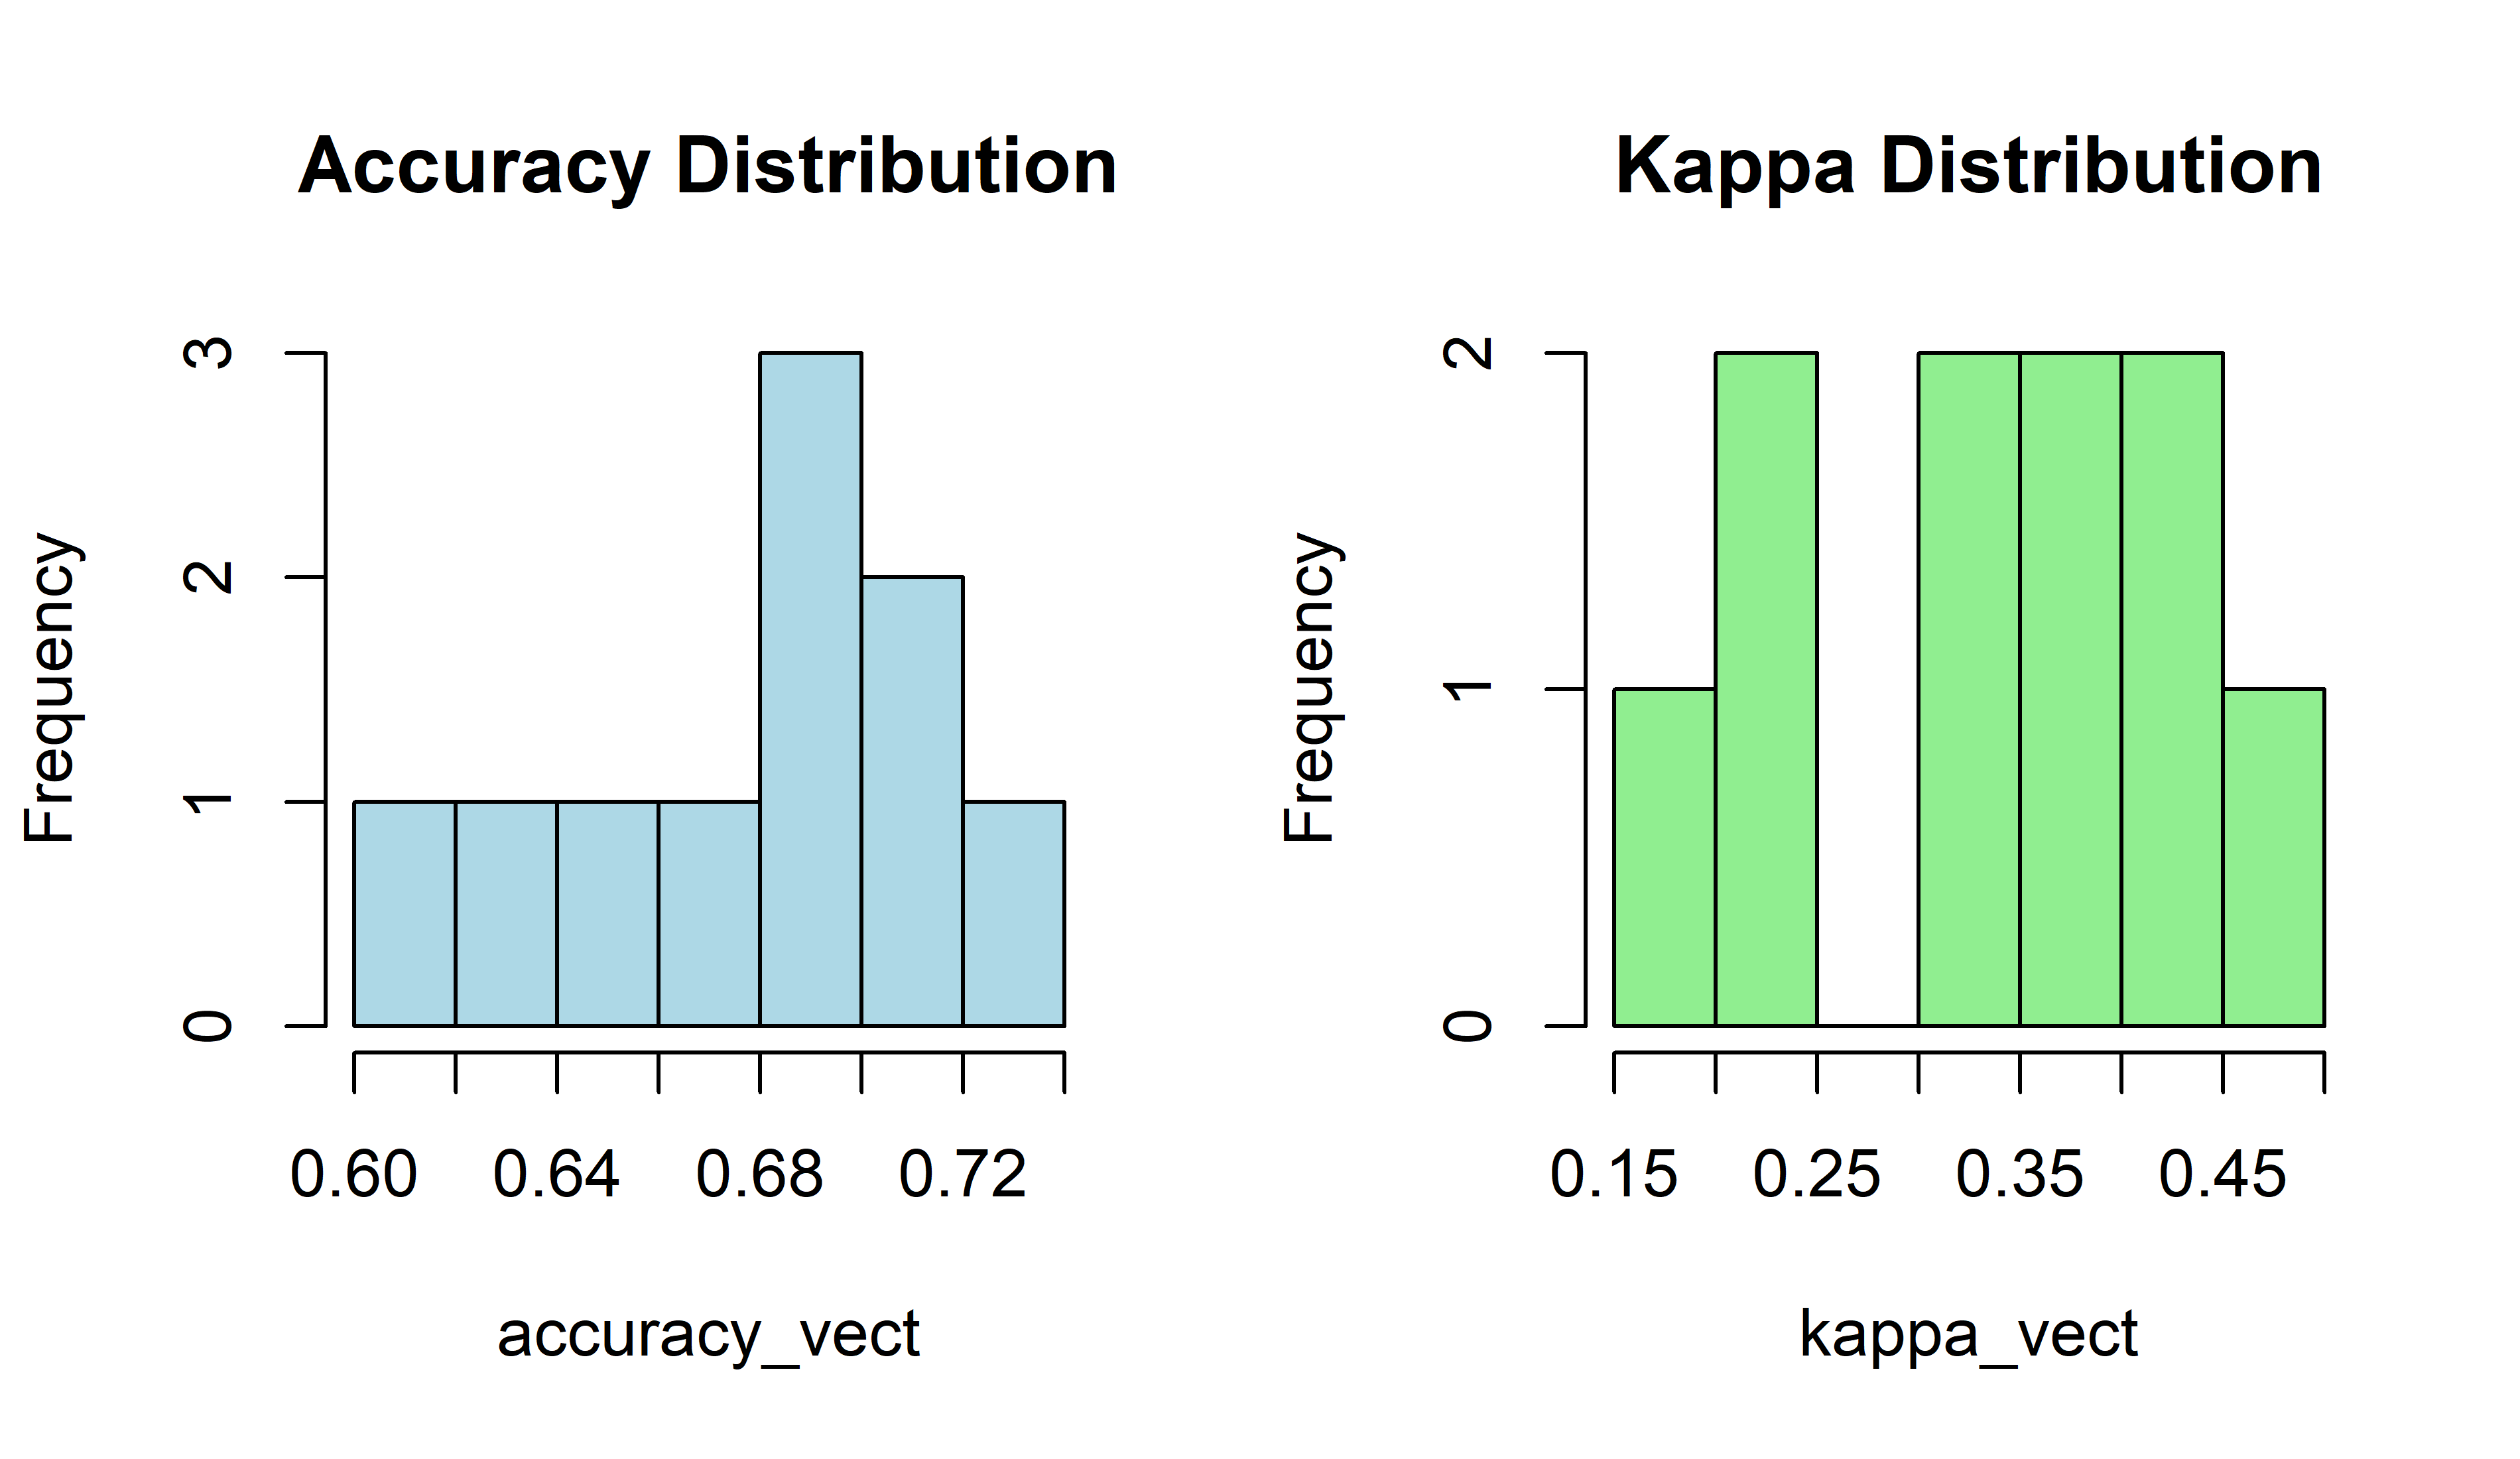 Accuracy Distribution
Frequency
3
2
1
0
0.60 0.64 0.68 0.72
accuracy_vect
Kappa Distribution
Frequency
2
1
0
0.15 0.25 0.35 0.45
kappa_vect